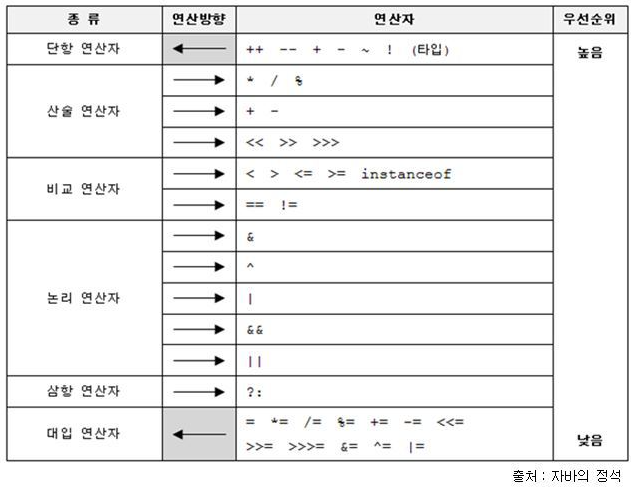 종 류 연산방향 연산자 우선순위
단항 연산자 ++ -- + - ~ ! (타입) 높음
산술 연산자 * / %
+ -
<< >> >>>
비교 연산자 < > <= >= instanceof
== !=
논리 연산자 &
^
|
&&
||
삼항 연산자 ?:
대입 연산자 = *= /= %= += -= <<=
>>= >>>= &= ^= |= 낮음
출처 : 자바의 정석